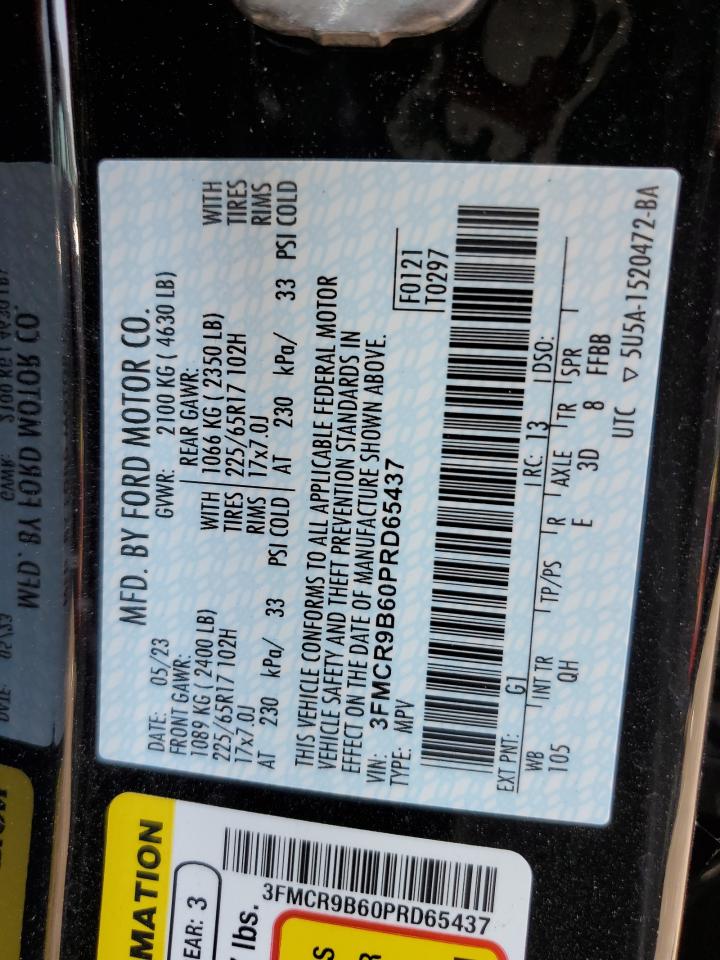 MFD. BY FORD MOTOR CO.
DATE: 05/23 GVWR: 2100 KG ( 4630 LB)
FRONT GAWR: REAR GAWR:
1089 KG ( 2400 LB) WITH 1066 KG ( 2350 LB) WITH
225/65R17 102H TIRES 225/65R17 102H TIRES
17x7.0J RIMS 17x7.0J RIMS
AT 230 kPa/ 33 PSI COLD AT 230 kPa/ 33 PSI COLD
THIS VEHICLE CONFORMS TO ALL APPLICABLE FEDERAL MOTOR
VEHICLE SAFETY AND THEFT PREVENTION STANDARDS IN
EFFECT ON THE DATE OF MANUFACTURE SHOWN ABOVE.
VIN: 3FMCR9B60PRD65437
TYPE: MPV
F0121
T0297
EXT PNT: G1 RC: 13 DSO:
WB INT TR TP/PS R AXLE TR SPR
105 QH E 3D 8 FFBB
UTC ▽ 5U5A-1520472-BA
MATION
EAR: 3
lbs.
3FMCR9B60PRD65437